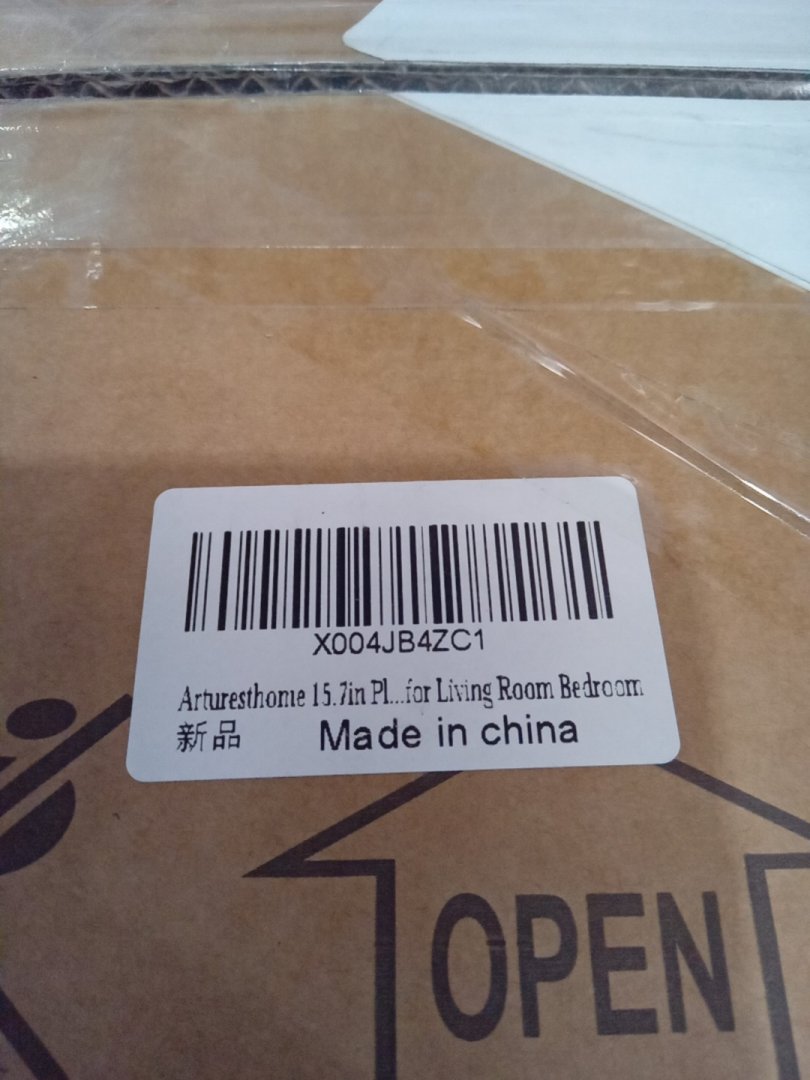 X004JB4ZC1
Arturesthome 15.7in Pl...for Living Room Bedroom
新品 Made in china
OPEN